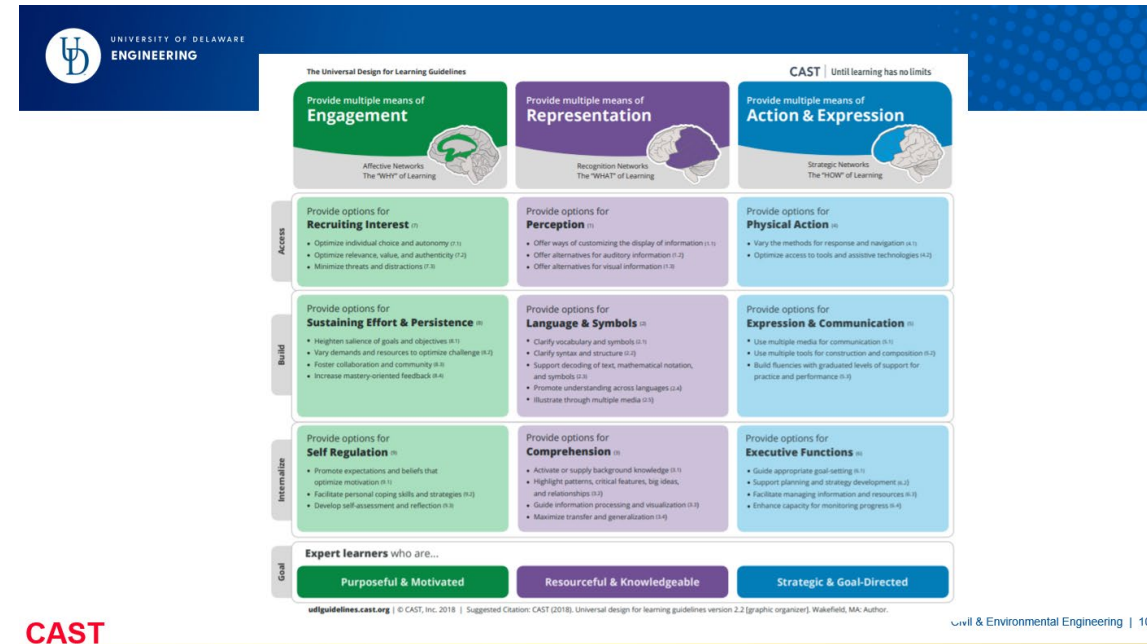 UNIVERSITY OF DELAWARE
ENGINEERING
The Universal Design for Learning Guidelines
CAST | Until learning has no limits
Provide multiple means of
Engagement
Affective Networks
The "WHY" of Learning
Provide multiple means of
Representation
Recognition Networks
The "WHAT" of Learning
Provide multiple means of
Action & Expression
Strategic Networks
The "HOW" of Learning
Access
Provide options for
Recruiting Interest (7)
• Optimize individual choice and autonomy (7.1)
• Optimize relevance, value, and authenticity (7.2)
• Minimize threats and distractions (7.3)
Provide options for
Perception (1)
• Offer ways of customizing the display of information (1.1)
• Offer alternatives for auditory information (1.2)
• Offer alternatives for visual information (1.3)
Provide options for
Physical Action (4)
• Vary the methods for response and navigation (4.1)
• Optimize access to tools and assistive technologies (4.2)
Build
Provide options for
Sustaining Effort & Persistence (8)
• Heighten salience of goals and objectives (8.1)
• Vary demands and resources to optimize challenge (8.2)
• Foster collaboration and community (8.3)
• Increase mastery-oriented feedback (8.4)
Provide options for
Language & Symbols (2)
• Clarify vocabulary and symbols (2.1)
• Clarify syntax and structure (2.2)
• Support decoding of text, mathematical notation,
and symbols (2.3)
• Promote understanding across languages (2.4)
• Illustrate through multiple media (2.5)
Provide options for
Expression & Communication (5)
• Use multiple media for communication (5.1)
• Use multiple tools for construction and composition (5.2)
• Build fluencies with graduated levels of support for
practice and performance (5.3)
Internalize
Provide options for
Self Regulation (9)
• Promote expectations and beliefs that
optimize motivation (9.1)
• Facilitate personal coping skills and strategies (9.2)
• Develop self-assessment and reflection (9.3)
Provide options for
Comprehension (3)
• Activate or supply background knowledge (3.1)
• Highlight patterns, critical features, big ideas,
and relationships (3.2)
• Guide information processing and visualization (3.3)
• Maximize transfer and generalization (3.4)
Provide options for
Executive Functions (6)
• Guide appropriate goal-setting (6.1)
• Support planning and strategy development (6.2)
• Facilitate managing information and resources (6.3)
• Enhance capacity for monitoring progress (6.4)
Goal
Expert learners who are...
Purposeful & Motivated
Resourceful & Knowledgeable
Strategic & Goal-Directed
udlguidelines.cast.org | © CAST, Inc. 2018 | Suggested Citation: CAST (2018). Universal design for learning guidelines version 2.2 [graphic organizer]. Wakefield, MA: Author.
Civil & Environmental Engineering |
CAST